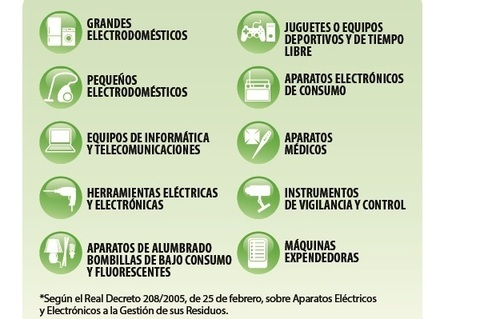 GRANDES
ELECTRODOMÉSTICOS
PEQUEÑOS
ELECTRODOMÉSTICOS
EQUIPOS DE INFORMÁTICA
Y TELECOMUNICACIONES
HERRAMIENTAS ELÉCTRICAS
Y ELECTRÓNICAS
APARATOS DE ALUMBRADO
BOMBILLAS DE BAJO CONSUMO
Y FLUORESCENTES
JUGUETES O EQUIPOS
DEPORTIVOS Y DE TIEMPO
LIBRE
APARATOS ELECTRÓNICOS
DE CONSUMO
APARATOS
MÉDICOS
INSTRUMENTOS
DE VIGILANCIA Y CONTROL
MÁQUINAS
EXPENDEDORAS
*Según el Real Decreto 208/2005, de 25 de febrero, sobre Aparatos Eléctricos
y Electrónicos a la Gestión de sus Residuos.